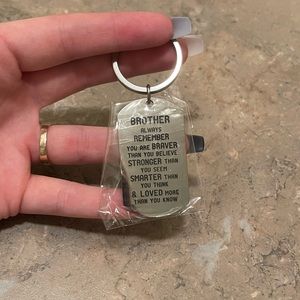 BROTHER
ALWAYS
REMEMBER
YOU ARE BRAVER
THAN YOU BELIEVE
STRONGER THAN
YOU SEEM
SMARTER THAN
YOU THINK
& LOVED MORE
THAN YOU KNOW